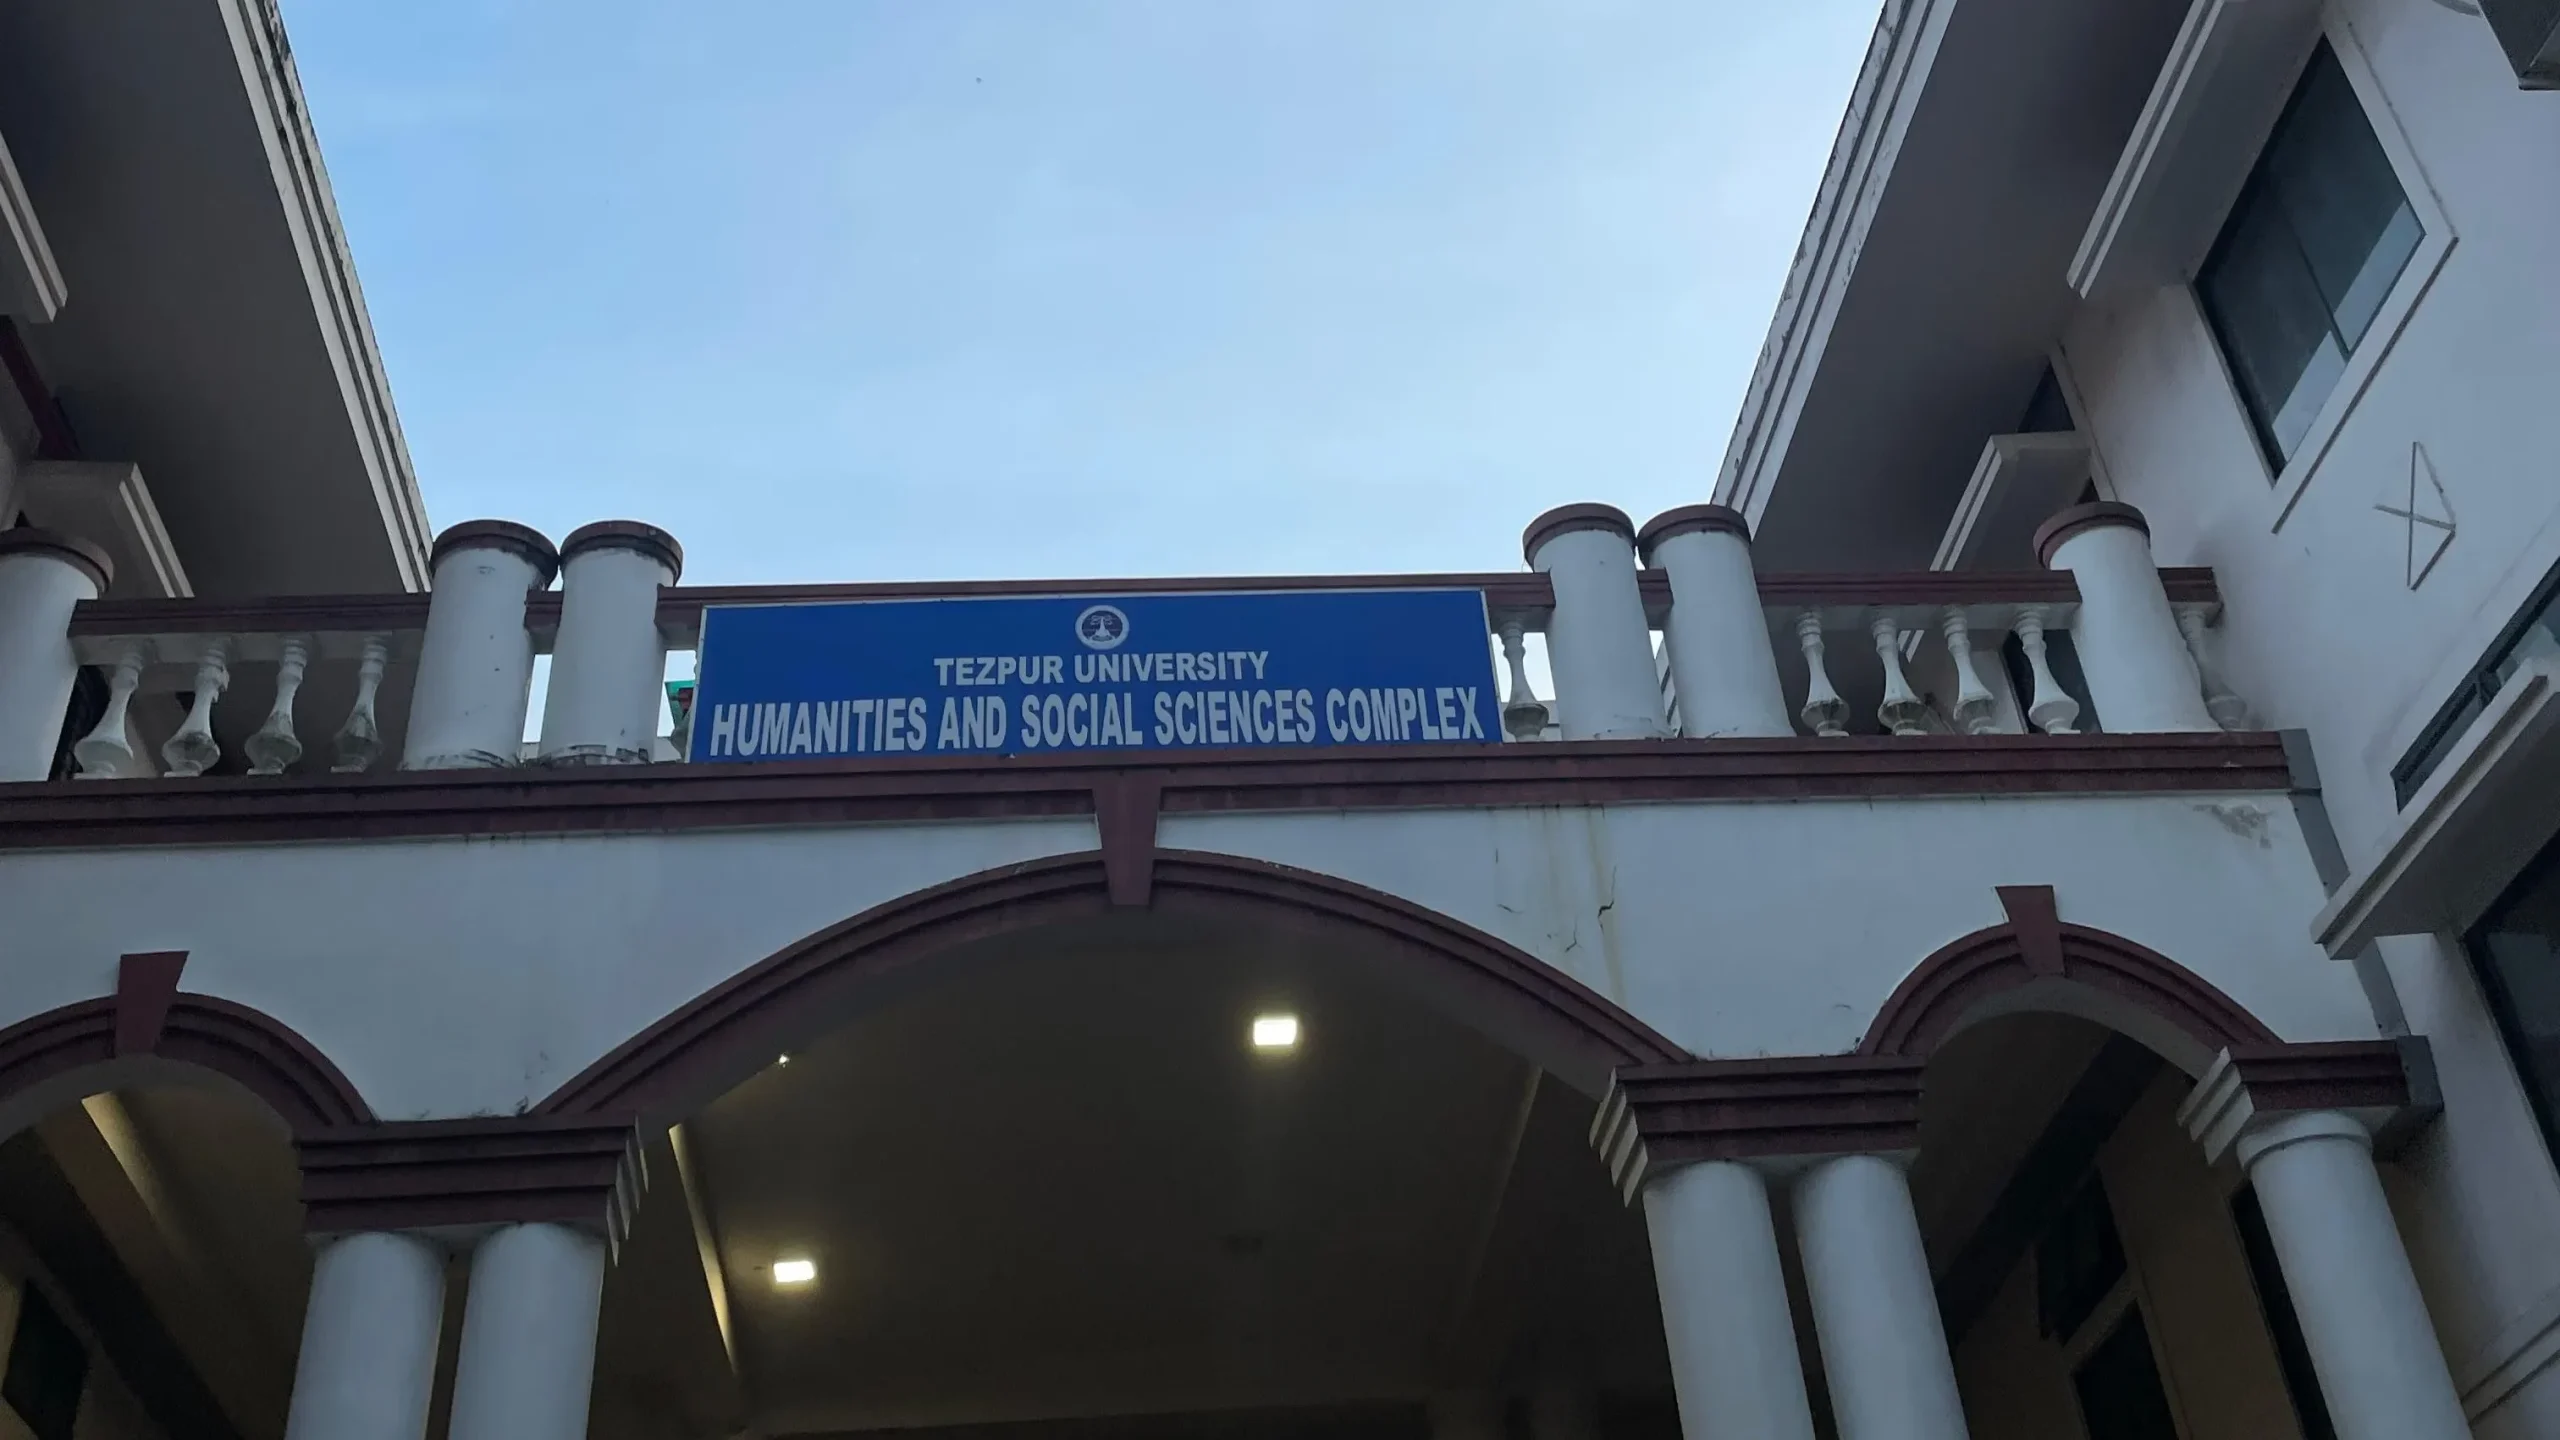 TEZPUR UNIVERSITY
HUMANITIES AND SOCIAL SCIENCES COMPLEX